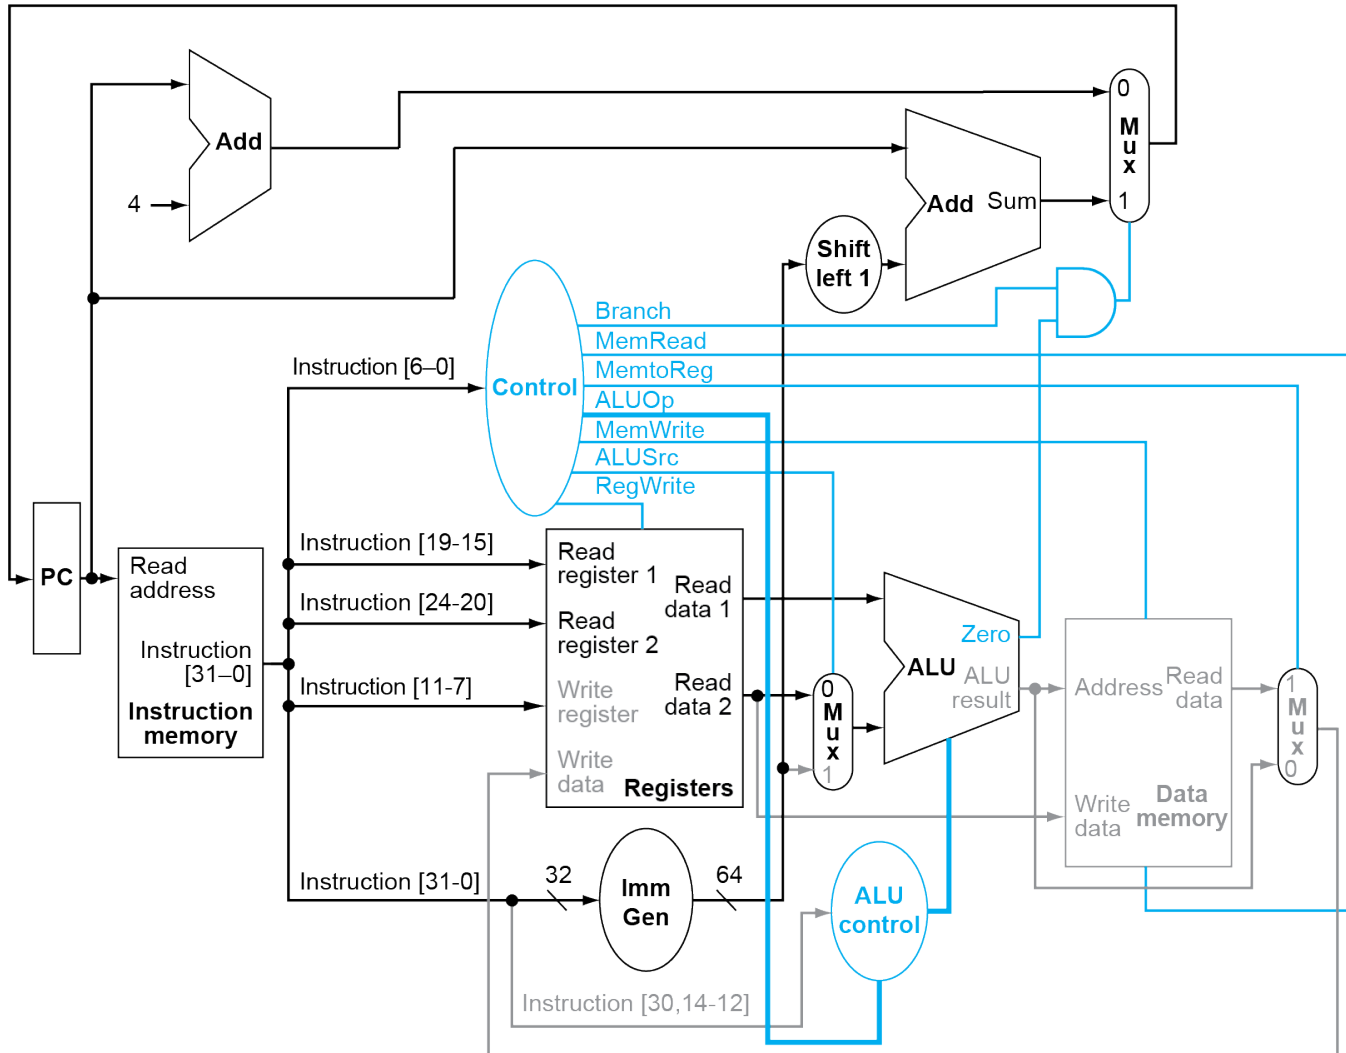 0
M
u
x
1
Add
4
Add Sum
Shift
left 1
Branch
MemRead
MemtoReg
ALUOp
MemWrite
ALUSrc
RegWrite
Instruction [6–0]
Control
PC
Read
address
Instruction
[31–0]
Instruction
memory
Instruction [19-15]
Instruction [24-20]
Instruction [11-7]
Instruction [31-0]
Read
register 1
Read
register 2
Write
register
Write
data
Read
data 1
Read
data 2
Registers
0
M
u
x
1
Zero
ALU
ALU
result
Address
Read
data
Write
data
Data
memory
1
M
u
x
0
32
Imm
Gen
64
ALU
control
Instruction [30,14-12]